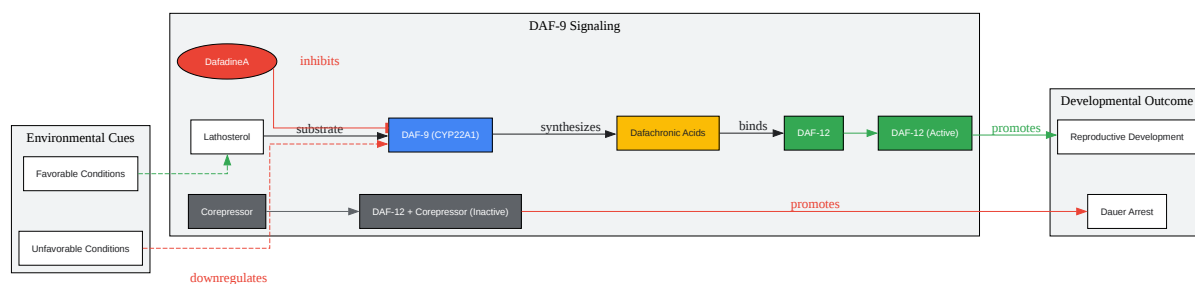 DAF-9 Signaling
DafadineA
inhibits
Developmental Outcome
Environmental Cues
Lathosterol
substrate
DAF-9 (CYP22A1)
synthesizes
Dafachronic Acids
binds
DAF-12
DAF-12 (Active)
promotes
Reproductive Development
Favorable Conditions
Corepressor
DAF-12 + Corepressor (Inactive)
promotes
Dauer Arrest
Unfavorable Conditions
downregulates